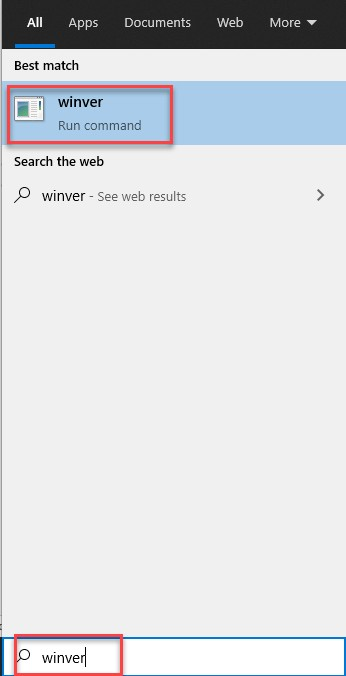 All Apps Documents Web More
Best match
winver
Run command
Search the web
winver - See web results
winver